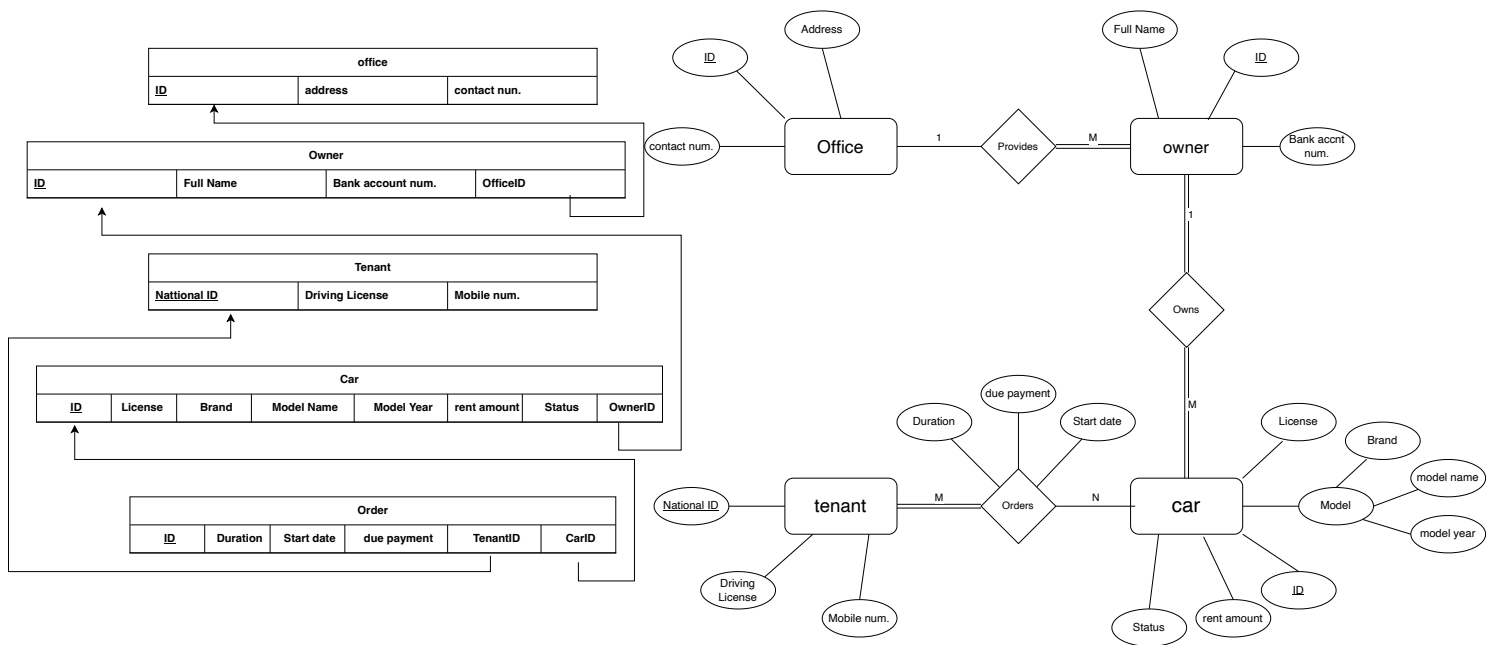 office
ID address contact nun.
Owner
ID Full Name Bank account num. OfficeID
Tenant
Nattional ID Driving License Mobile num.
Car
ID License Brand Model Name Model Year rent amount Status OwnerID
Order
ID Duration Start date due payment TenantID CarID
Address
ID
contact num.
Office
1
Provides
M
Full Name
ID
owner
Bank accnt
num.
1
Owns
M
due payment
Duration
Start date
National ID
tenant
M
Orders
N
Driving
License
Mobile num.
car
License
Brand
Model
model name
model year
ID
rent amount
Status